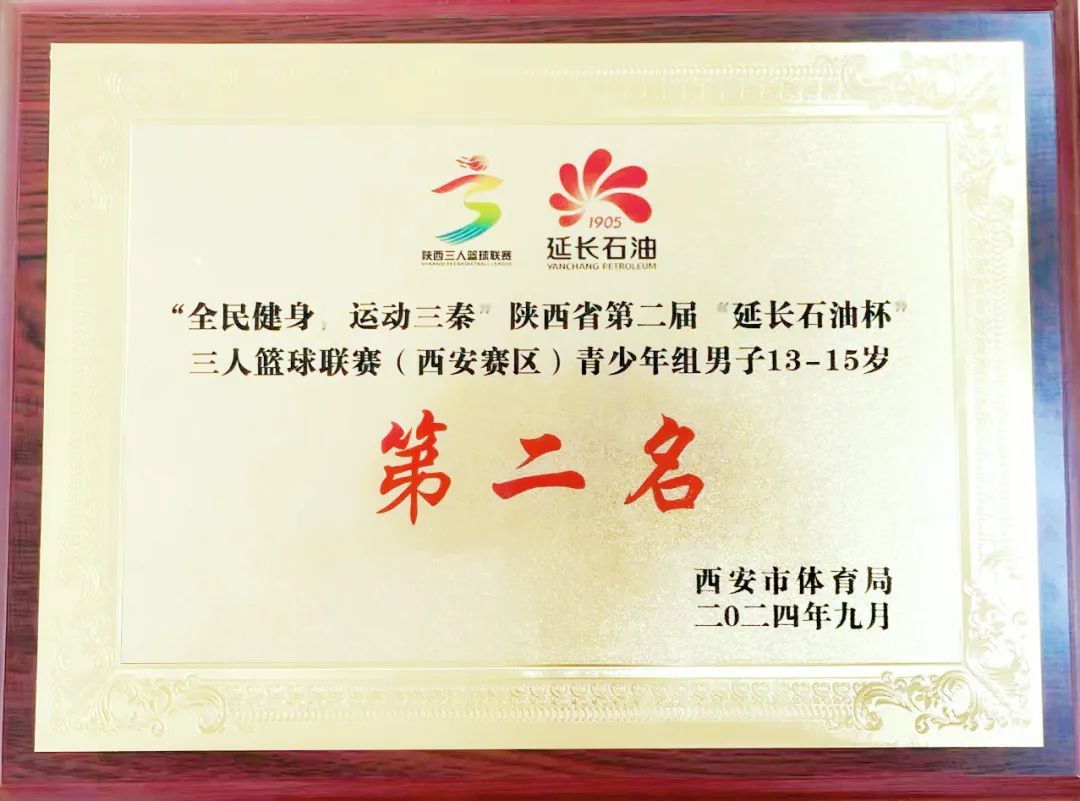 陕西三人篮球联赛
1905
延长石油
YANCHANG PETROLEUM
“全民健身，运动三秦”陕西省第二届“延长石油杯”
三人篮球联赛（西安赛区）青少年组男子13-15岁
第二名
西安市体育局
二0二四年九月